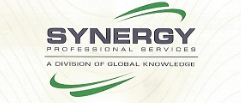 SYNERGY
PROFESSIONAL SERVICES
A DIVISION OF GLOBAL KNOWLEDGE